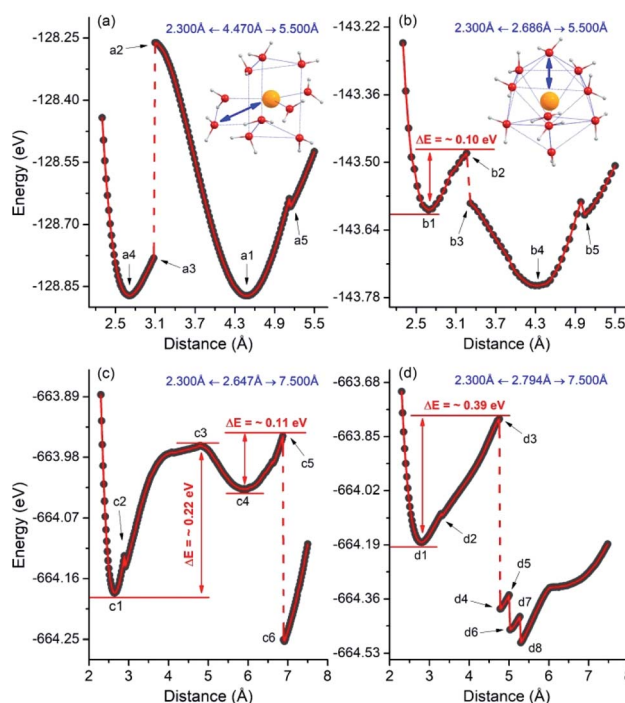 (a) 2.300Å ← 4.470Å → 5.500Å
-128.25
-128.40
-128.55
-128.70
-128.85
Energy (eV)
a2
a4
a3
a1
a5
2.5 3.1 3.7 4.3 4.9 5.5
Distance (Å)
(b) 2.300Å ← 2.686Å → 5.500Å
-143.22
-143.36
-143.50
-143.64
-143.78
Energy (eV)
ΔE = ~ 0.10 eV
b2
b1
b3
b4
b5
2.5 3.1 3.7 4.3 4.9 5.5
Distance (Å)
(c) 2.300Å ← 2.647Å → 7.500Å
-663.89
-663.98
-664.07
-664.16
-664.25
Energy (eV)
ΔE = ~ 0.11 eV
c3
c5
c2
c4
ΔE = ~ 0.22 eV
c1
c6
2 3 4 5 6 7 8
Distance (Å)
(d) 2.300Å ← 2.794Å → 7.500Å
-663.68
-663.85
-664.02
-664.19
-664.36
-664.53
Energy (eV)
ΔE = ~ 0.39 eV
d3
d2
d1
d5
d4
d7
d6
d8
2 3 4 5 6 7 8
Distance (Å)